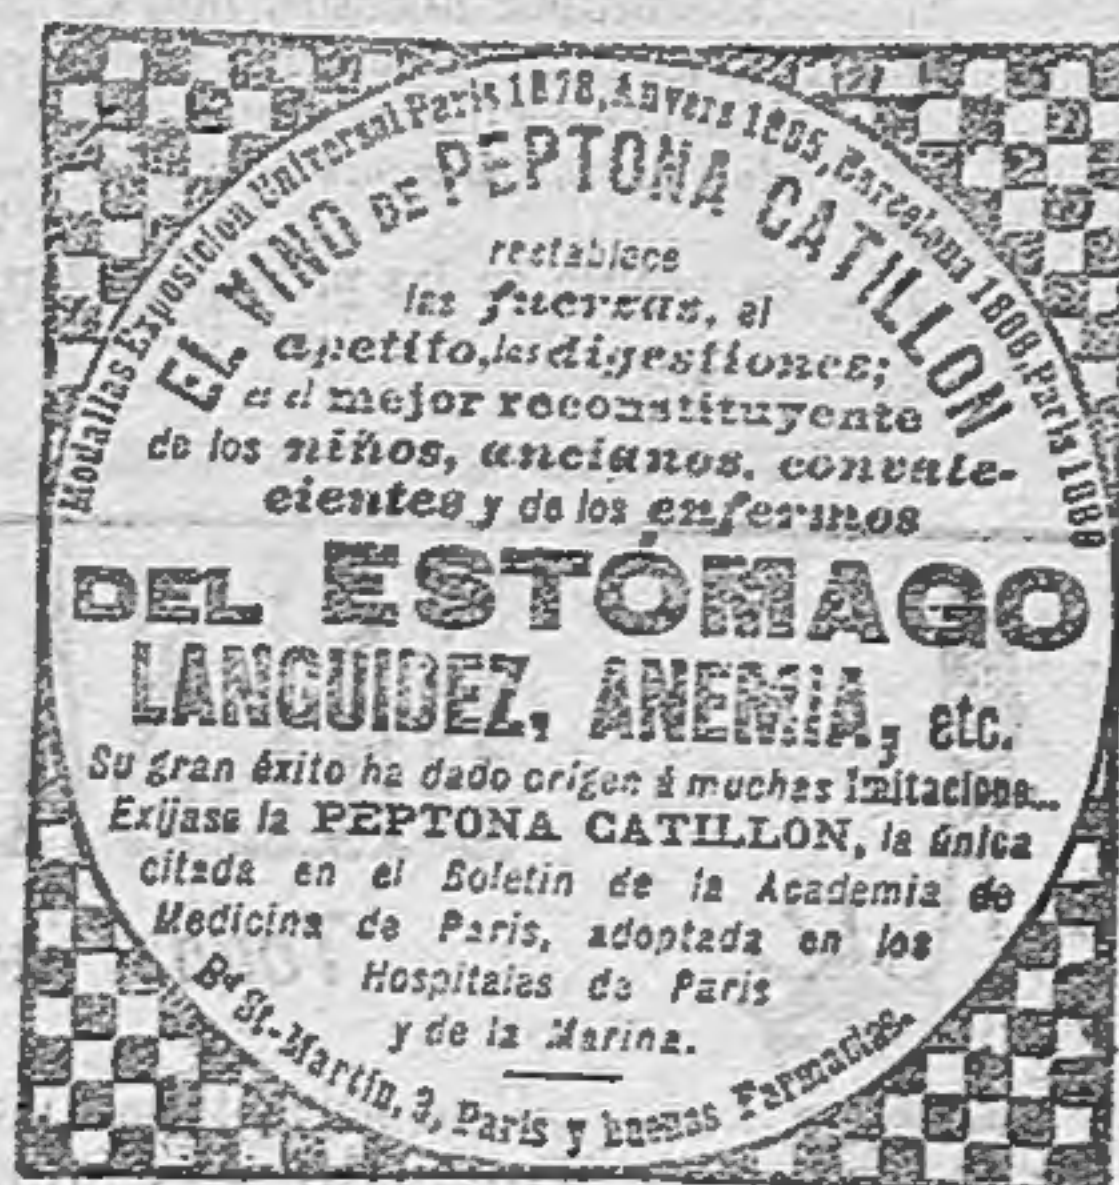 Medallas Exposicion Universal Paris 1878, Anvers 1885, Barcelona 1888, Paris 1889
EL VINO DE PEPTONA CATILLON
restablece
las fuerzas, el
apetito, las digestiones;
es el mejor reconstituyente
de los niños, ancianos, convale-
cientes y de los enfermos
DEL ESTÓMAGO
LANGUIDEZ, ANEMIA, etc.
Su gran éxito ha dado orígen á muchas imitacione...
Exíjase la PEPTONA CATILLON, la única
citada en el Boletin de la Academia de
Medicina de Paris, adoptada en los
Hospitales de Paris
y de la Marina.
Bd St-Martin, 3, Paris y buenas Farmacias.